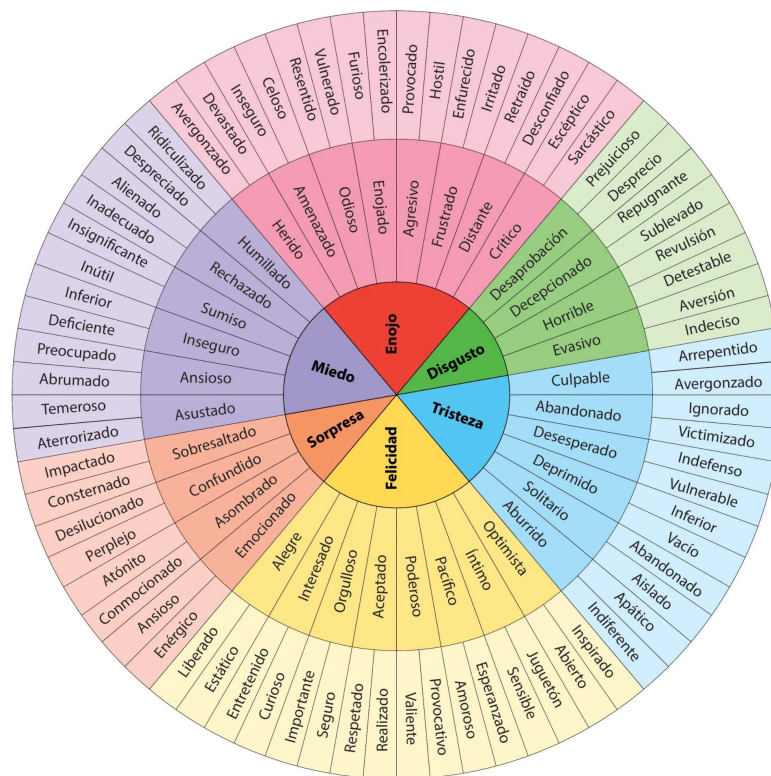 Enojo
Disgusto
Tristeza
Felicidad
Sorpresa
Miedo
Herido
Amenazado
Odioso
Enojado
Agresivo
Frustrado
Distante
Crítico
Desaprobación
Decepcionado
Horrible
Evasivo
Culpable
Abandonado
Desesperado
Deprimido
Solitario
Aburrido
Optimista
Íntimo
Pacífico
Poderoso
Aceptado
Orgulloso
Interesado
Alegre
Emocionado
Asombrado
Confundido
Sobresaltado
Asustado
Ansioso
Inseguro
Sumiso
Rechazado
Humillado
Avergonzado
Devastado
Inseguro
Celoso
Resentido
Vulnerado
Furioso
Encolerizado
Provocado
Hostil
Enfurecido
Irritado
Retraído
Desconfiado
Escéptico
Sarcástico
Prejuicioso
Desprecio
Repugnante
Sublevado
Revulsión
Detestable
Aversión
Indeciso
Arrepentido
Avergonzado
Ignorado
Victimizado
Indefenso
Vulnerable
Inferior
Vacío
Abandonado
Aislado
Apático
Indiferente
Inspirado
Abierto
Juguetón
Sensible
Esperanzado
Amoroso
Provocativo
Valiente
Realizado
Respetado
Seguro
Importante
Curioso
Entretenido
Estático
Liberado
Enérgico
Ansioso
Conmocionado
Atónito
Perplejo
Desilucionado
Consternado
Impactado
Aterrorizado
Temeroso
Abrumado
Preocupado
Deficiente
Inferior
Inútil
Insignificante
Inadecuado
Alienado
Despreciado
Ridiculizado